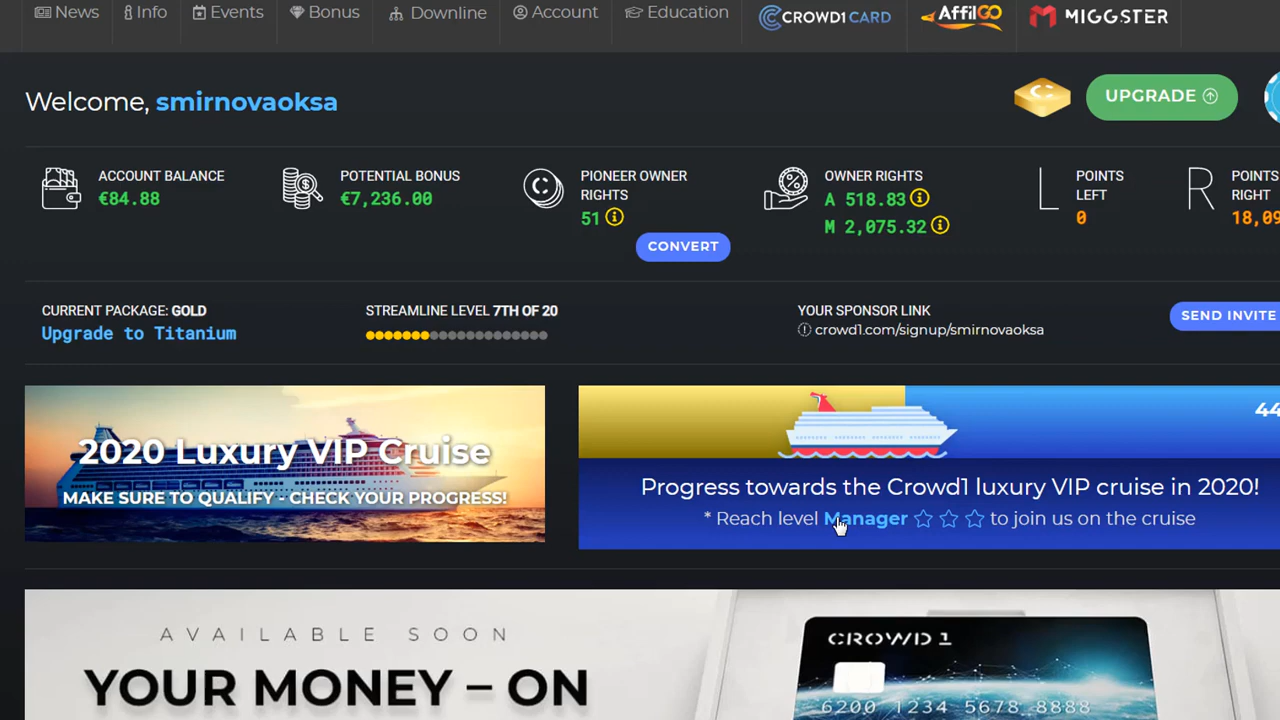 News Info Events Bonus Downline Account Education CROWD1CARD AffilGO MIGGSTER
Welcome, smirnovaoksa
UPGRADE
ACCOUNT BALANCE
€84.88
POTENTIAL BONUS
€7,236.00
PIONEER OWNER
RIGHTS
51
CONVERT
OWNER RIGHTS
A 518.83
M 2,075.32
L
POINTS
LEFT
0
R
POINTS
RIGHT
18,09
CURRENT PACKAGE: GOLD
Upgrade to Titanium
STREAMLINE LEVEL 7TH OF 20
YOUR SPONSOR LINK
crowd1.com/signup/smirnovaoksa
SEND INVITE
2020 Luxury VIP Cruise
MAKE SURE TO QUALIFY - CHECK YOUR PROGRESS!
44
Progress towards the Crowd1 luxury VIP cruise in 2020!
* Reach level Manager ☆ ☆ ☆ to join us on the cruise
AVAILABLE SOON
YOUR MONEY – ON
CROWD1
6200 1234 5678 8888